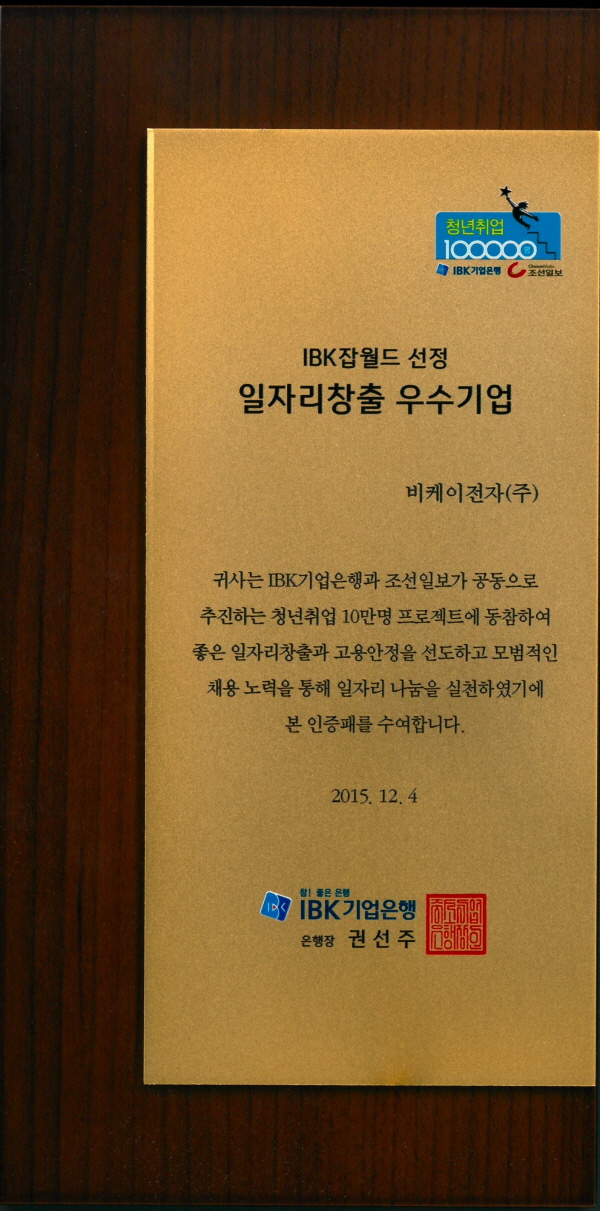 청년취업
100000명
IBK기업은행 조선일보
IBK잡월드 선정
일자리창출 우수기업
비케이전자(주)
귀사는 IBK기업은행과 조선일보가 공동으로
추진하는 청년취업 10만명 프로젝트에 동참하여
좋은 일자리창출과 고용안정을 선도하고 모범적인
채용 노력을 통해 일자리 나눔을 실천하였기에
본 인증패를 수여합니다.
2015. 12. 4
참! 좋은 은행
IBK기업은행
은행장 권선주